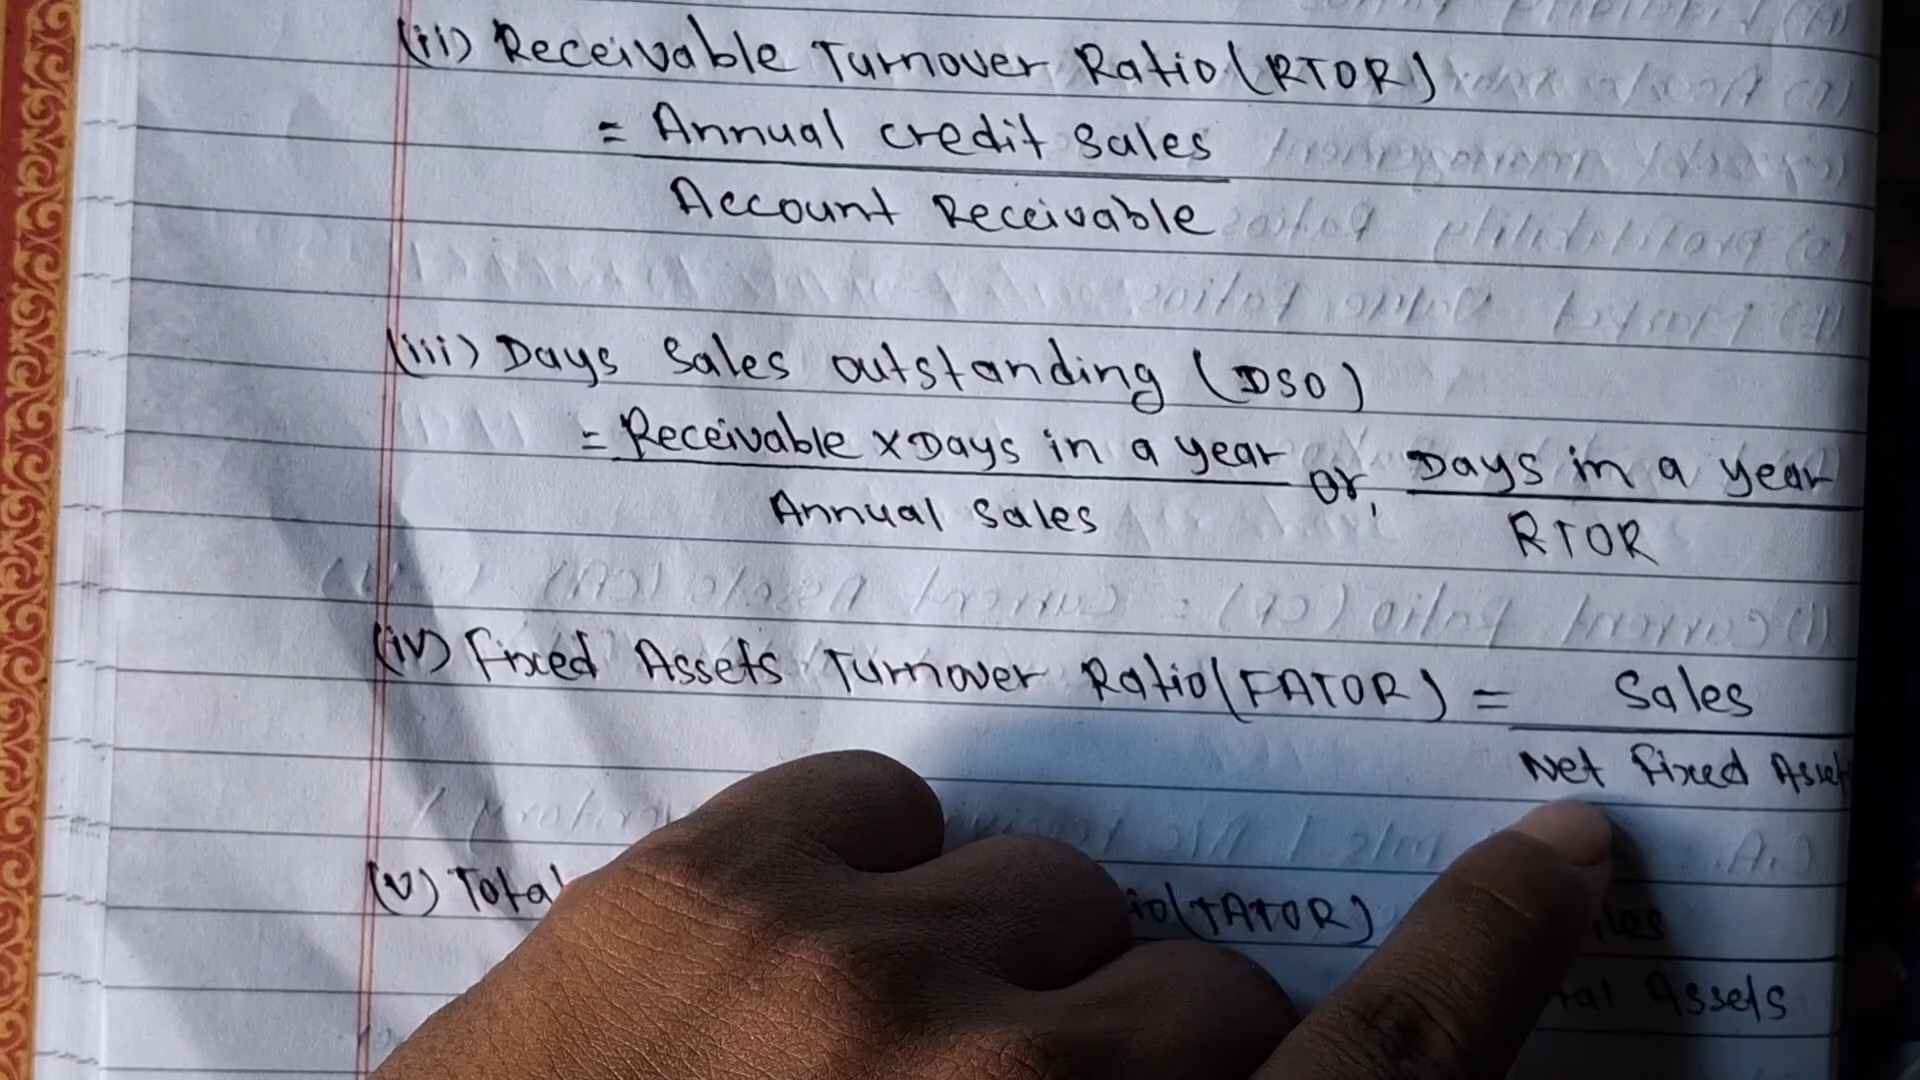 (ii) Receivable Turnover Ratio (RTOR)
= Annual credit sales
Account Receivable
(iii) Days Sales outstanding (DSO)
= Receivable X Days in a year or, Days in a year
Annual Sales RTOR
(iv) Fixed Assets Turnover Ratio (FATOR) = Sales
Net Fixed Asset
(v) Total (TATOR)
Assets